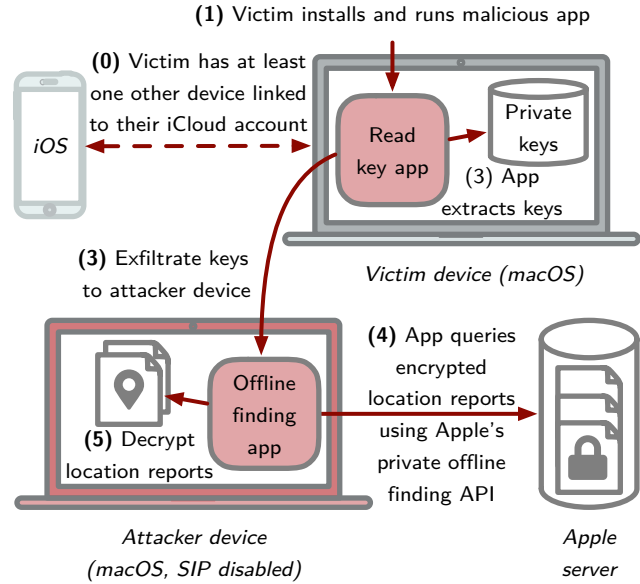 (1) Victim installs and runs malicious app
(0) Victim has at least
one other device linked
to their iCloud account
iOS
Read
key app
Private
keys
(3) App
extracts keys
Victim device (macOS)
(3) Exfiltrate keys
to attacker device
Offline
finding
app
(5) Decrypt
location reports
(4) App queries
encrypted
location reports
using Apple's
private offline
finding API
Attacker device
(macOS, SIP disabled)
Apple
server